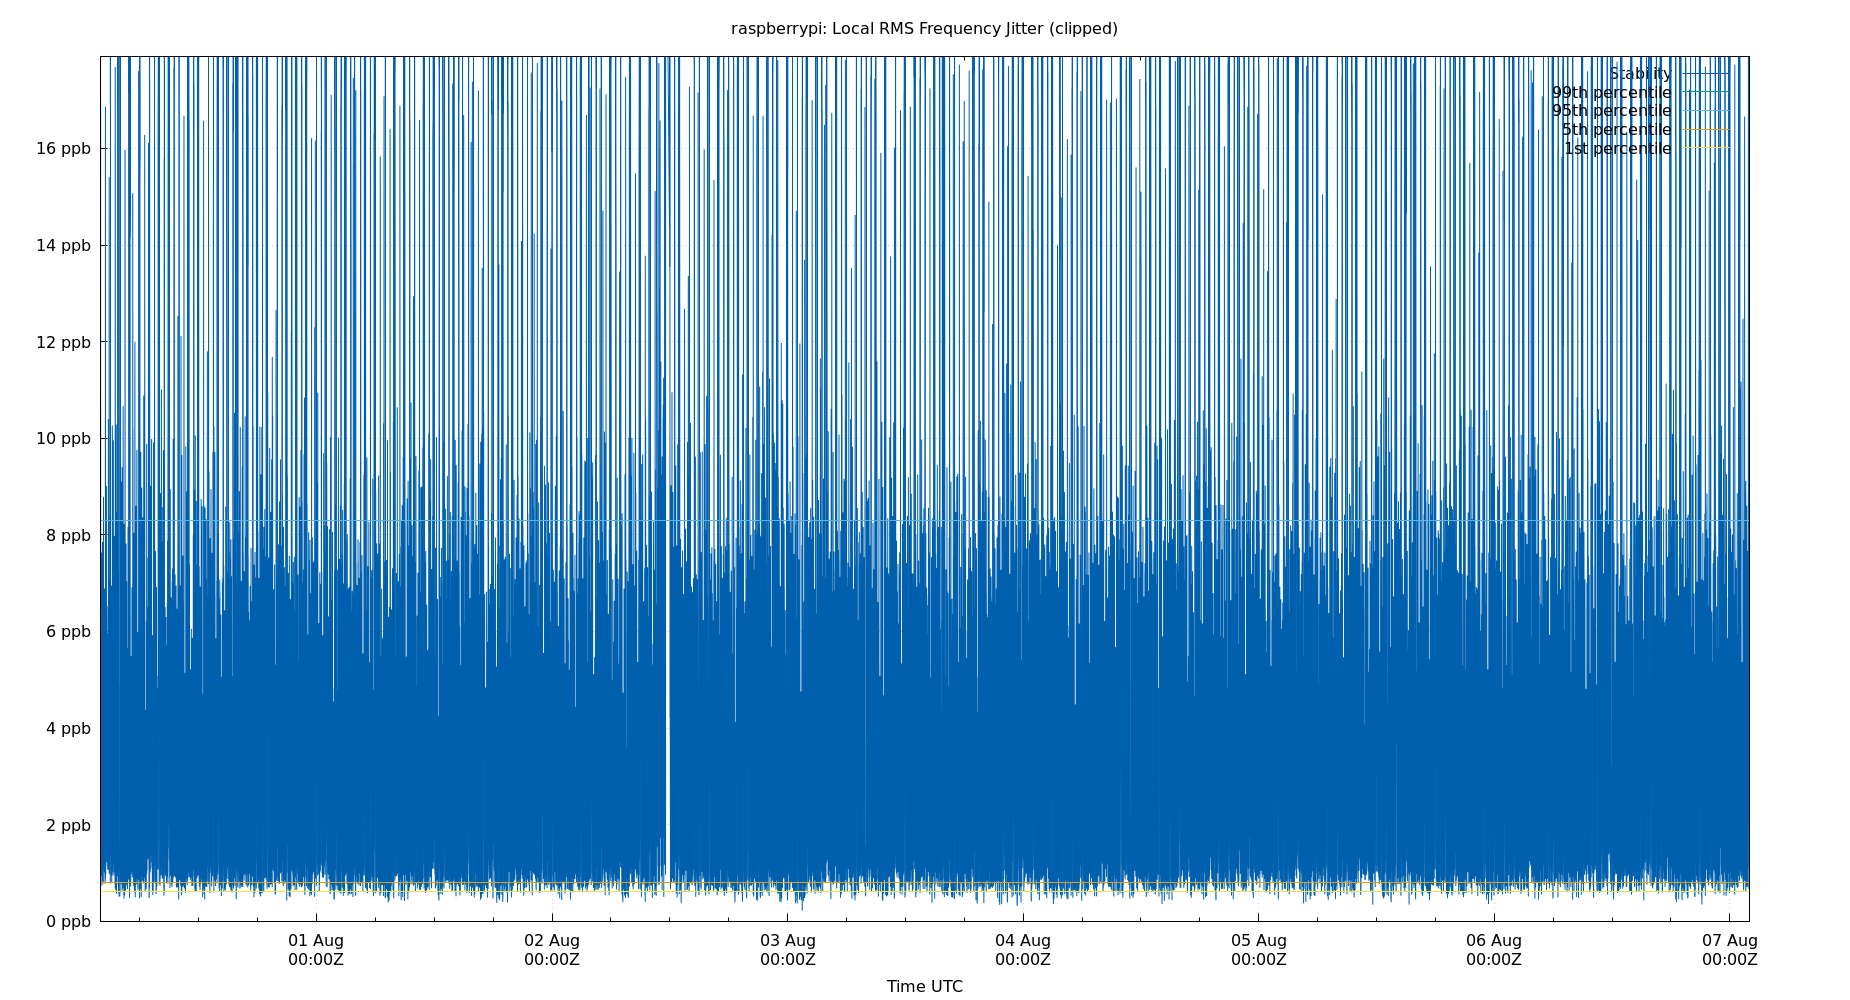 raspberrypi: Local RMS Frequency Jitter (clipped)
Stability
99th percentile
95th percentile
5th percentile
1st percentile
16 ppb
14 ppb
12 ppb
10 ppb
8 ppb
6 ppb
4 ppb
2 ppb
0 ppb
01 Aug 02 Aug 03 Aug 04 Aug 05 Aug 06 Aug 07 Aug
00:00Z 00:00Z 00:00Z 00:00Z 00:00Z 00:00Z 00:00Z
Time UTC